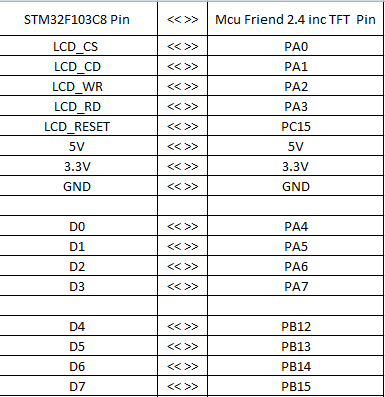 STM32F103C8 Pin << >> Mcu Friend 2.4 inc TFT Pin
LCD_CS << >> PA0
LCD_CD << >> PA1
LCD_WR << >> PA2
LCD_RD << >> PA3
LCD_RESET << >> PC15
5V << >> 5V
3.3V << >> 3.3V
GND << >> GND
D0 << >> PA4
D1 << >> PA5
D2 << >> PA6
D3 << >> PA7
D4 << >> PB12
D5 << >> PB13
D6 << >> PB14
D7 << >> PB15